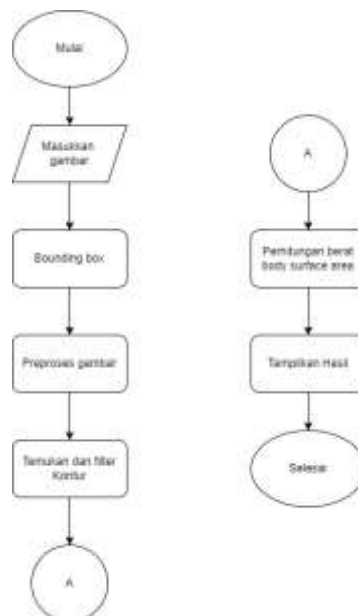 Mulai
Masukkan
gambar
Bounding box
Preproses gambar
Temukan dan filter
Kontur
A
A
Perhitungan berat
body surface area
Tampilkan Hasil
Selesai